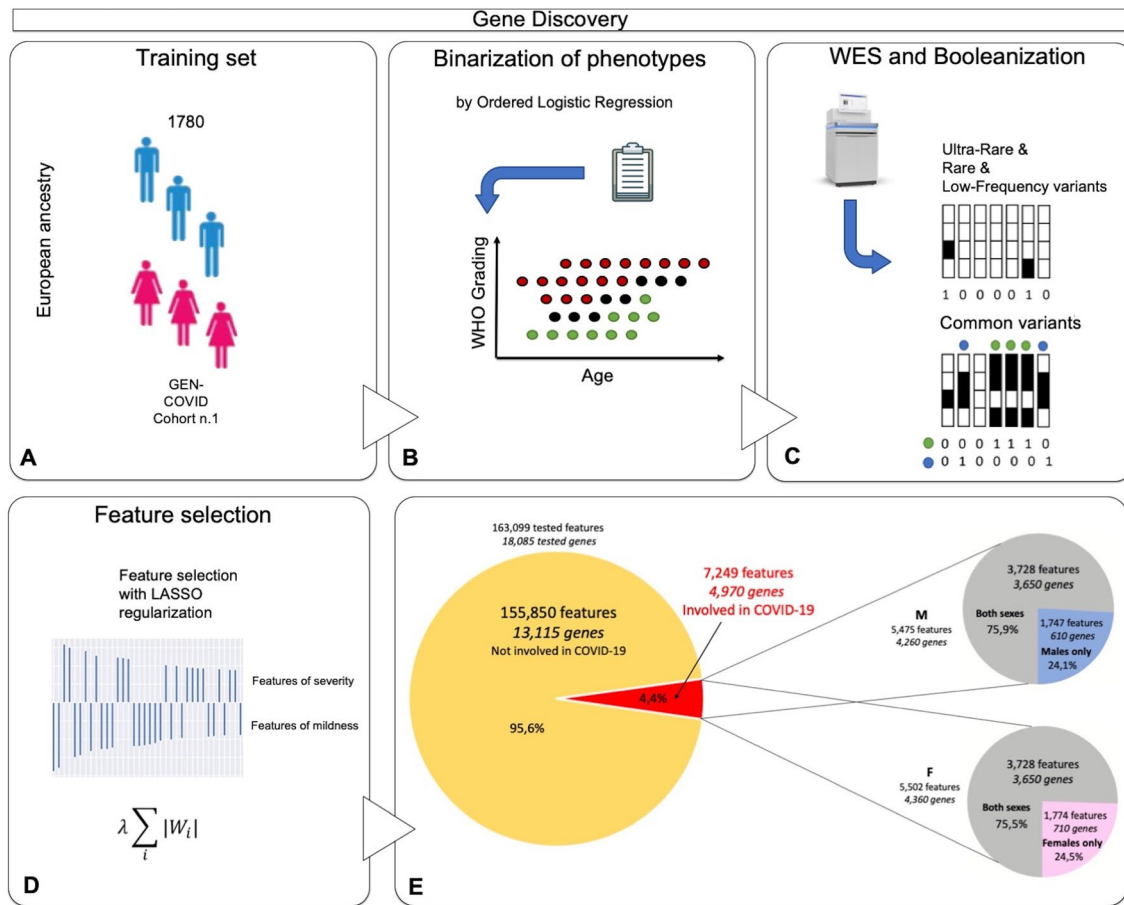 Gene Discovery
Training set
1780
European ancestry
GEN-
COVID
Cohort n.1
A
Binarization of phenotypes
by Ordered Logistic Regression
WHO Grading
Age
B
WES and Booleanization
Ultra-Rare &
Rare &
Low-Frequency variants
1 0 0 0 0 1 0
Common variants
0 0 0 1 1 1 0
0 1 0 0 0 0 1
C
Feature selection
Feature selection
with LASSO
regularization
Features of severity
Features of mildness
λ∑|Wᵢ|
i
D
163,099 tested features
18,085 tested genes
155,850 features
13,115 genes
Not involved in COVID-19
95,6%
7,249 features
4,970 genes
Involved in COVID-19
4,4%
M
5,475 features
4,260 genes
3,728 features
3,650 genes
Both sexes
75,9%
1,747 features
610 genes
Males only
24,1%
F
5,502 features
4,360 genes
3,728 features
3,650 genes
Both sexes
75,5%
1,774 features
710 genes
Females only
24,5%
E